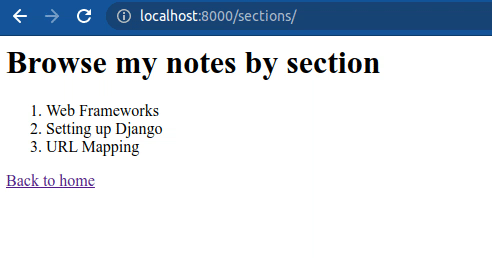 localhost:8000/sections/
Browse my notes by section
1. Web Frameworks
2. Setting up Django
3. URL Mapping
Back to home